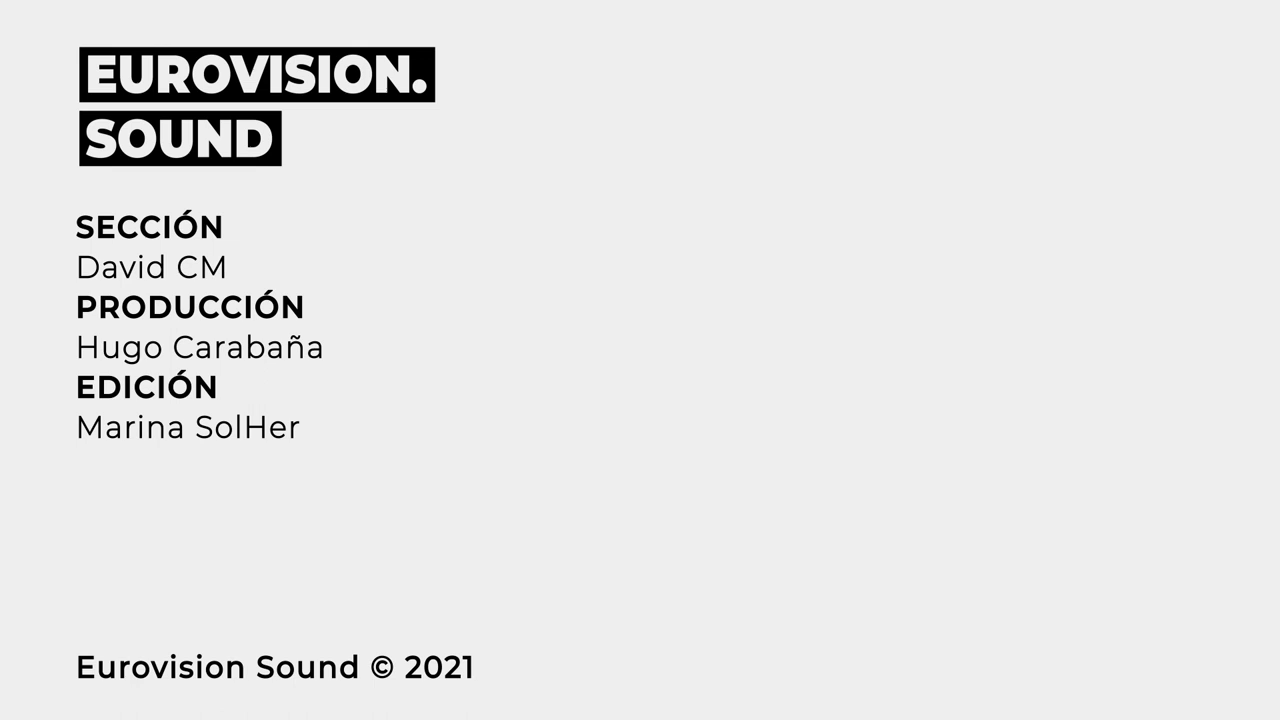 EUROVISION.
SOUND
SECCIÓN
David CM
PRODUCCIÓN
Hugo Carabaña
EDICIÓN
Marina SolHer
Eurovision Sound © 2021